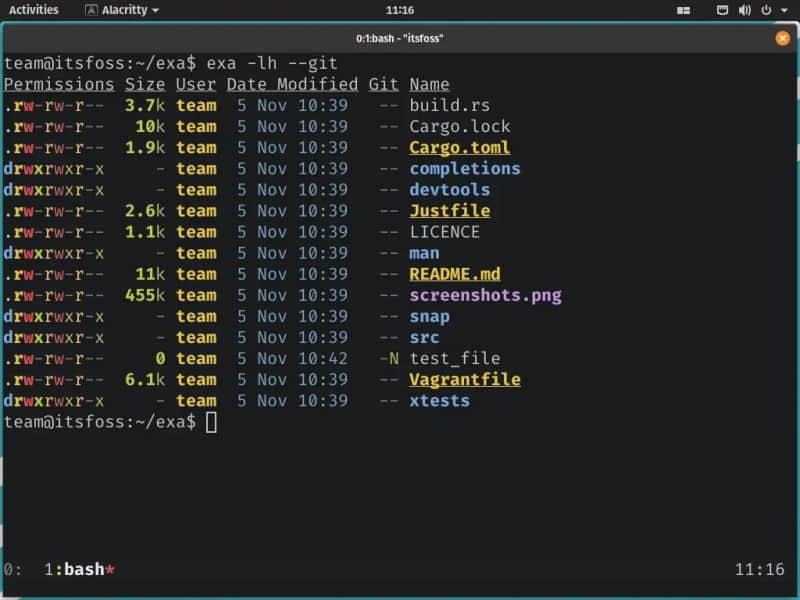 Activities Alacritty 11:16
0:1:bash - "itsfoss"
team@itsfoss:~/exa$ exa -lh --git
Permissions Size User Date Modified Git Name
.rw-rw-r-- 3.7k team 5 Nov 10:39 -- build.rs
.rw-rw-r-- 10k team 5 Nov 10:39 -- Cargo.lock
.rw-rw-r-- 1.9k team 5 Nov 10:39 -- Cargo.toml
drwxrwxr-x - team 5 Nov 10:39 -- completions
drwxrwxr-x - team 5 Nov 10:39 -- devtools
.rw-rw-r-- 2.6k team 5 Nov 10:39 -- Justfile
.rw-rw-r-- 1.1k team 5 Nov 10:39 -- LICENCE
drwxrwxr-x - team 5 Nov 10:39 -- man
.rw-rw-r-- 11k team 5 Nov 10:39 -- README.md
.rw-rw-r-- 455k team 5 Nov 10:39 -- screenshots.png
drwxrwxr-x - team 5 Nov 10:39 -- snap
drwxrwxr-x - team 5 Nov 10:39 -- src
.rw-rw-r-- 0 team 5 Nov 10:42 -N test_file
.rw-rw-r-- 6.1k team 5 Nov 10:39 -- Vagrantfile
drwxrwxr-x - team 5 Nov 10:39 -- xtests
team@itsfoss:~/exa$
0: 1:bash* 11:16